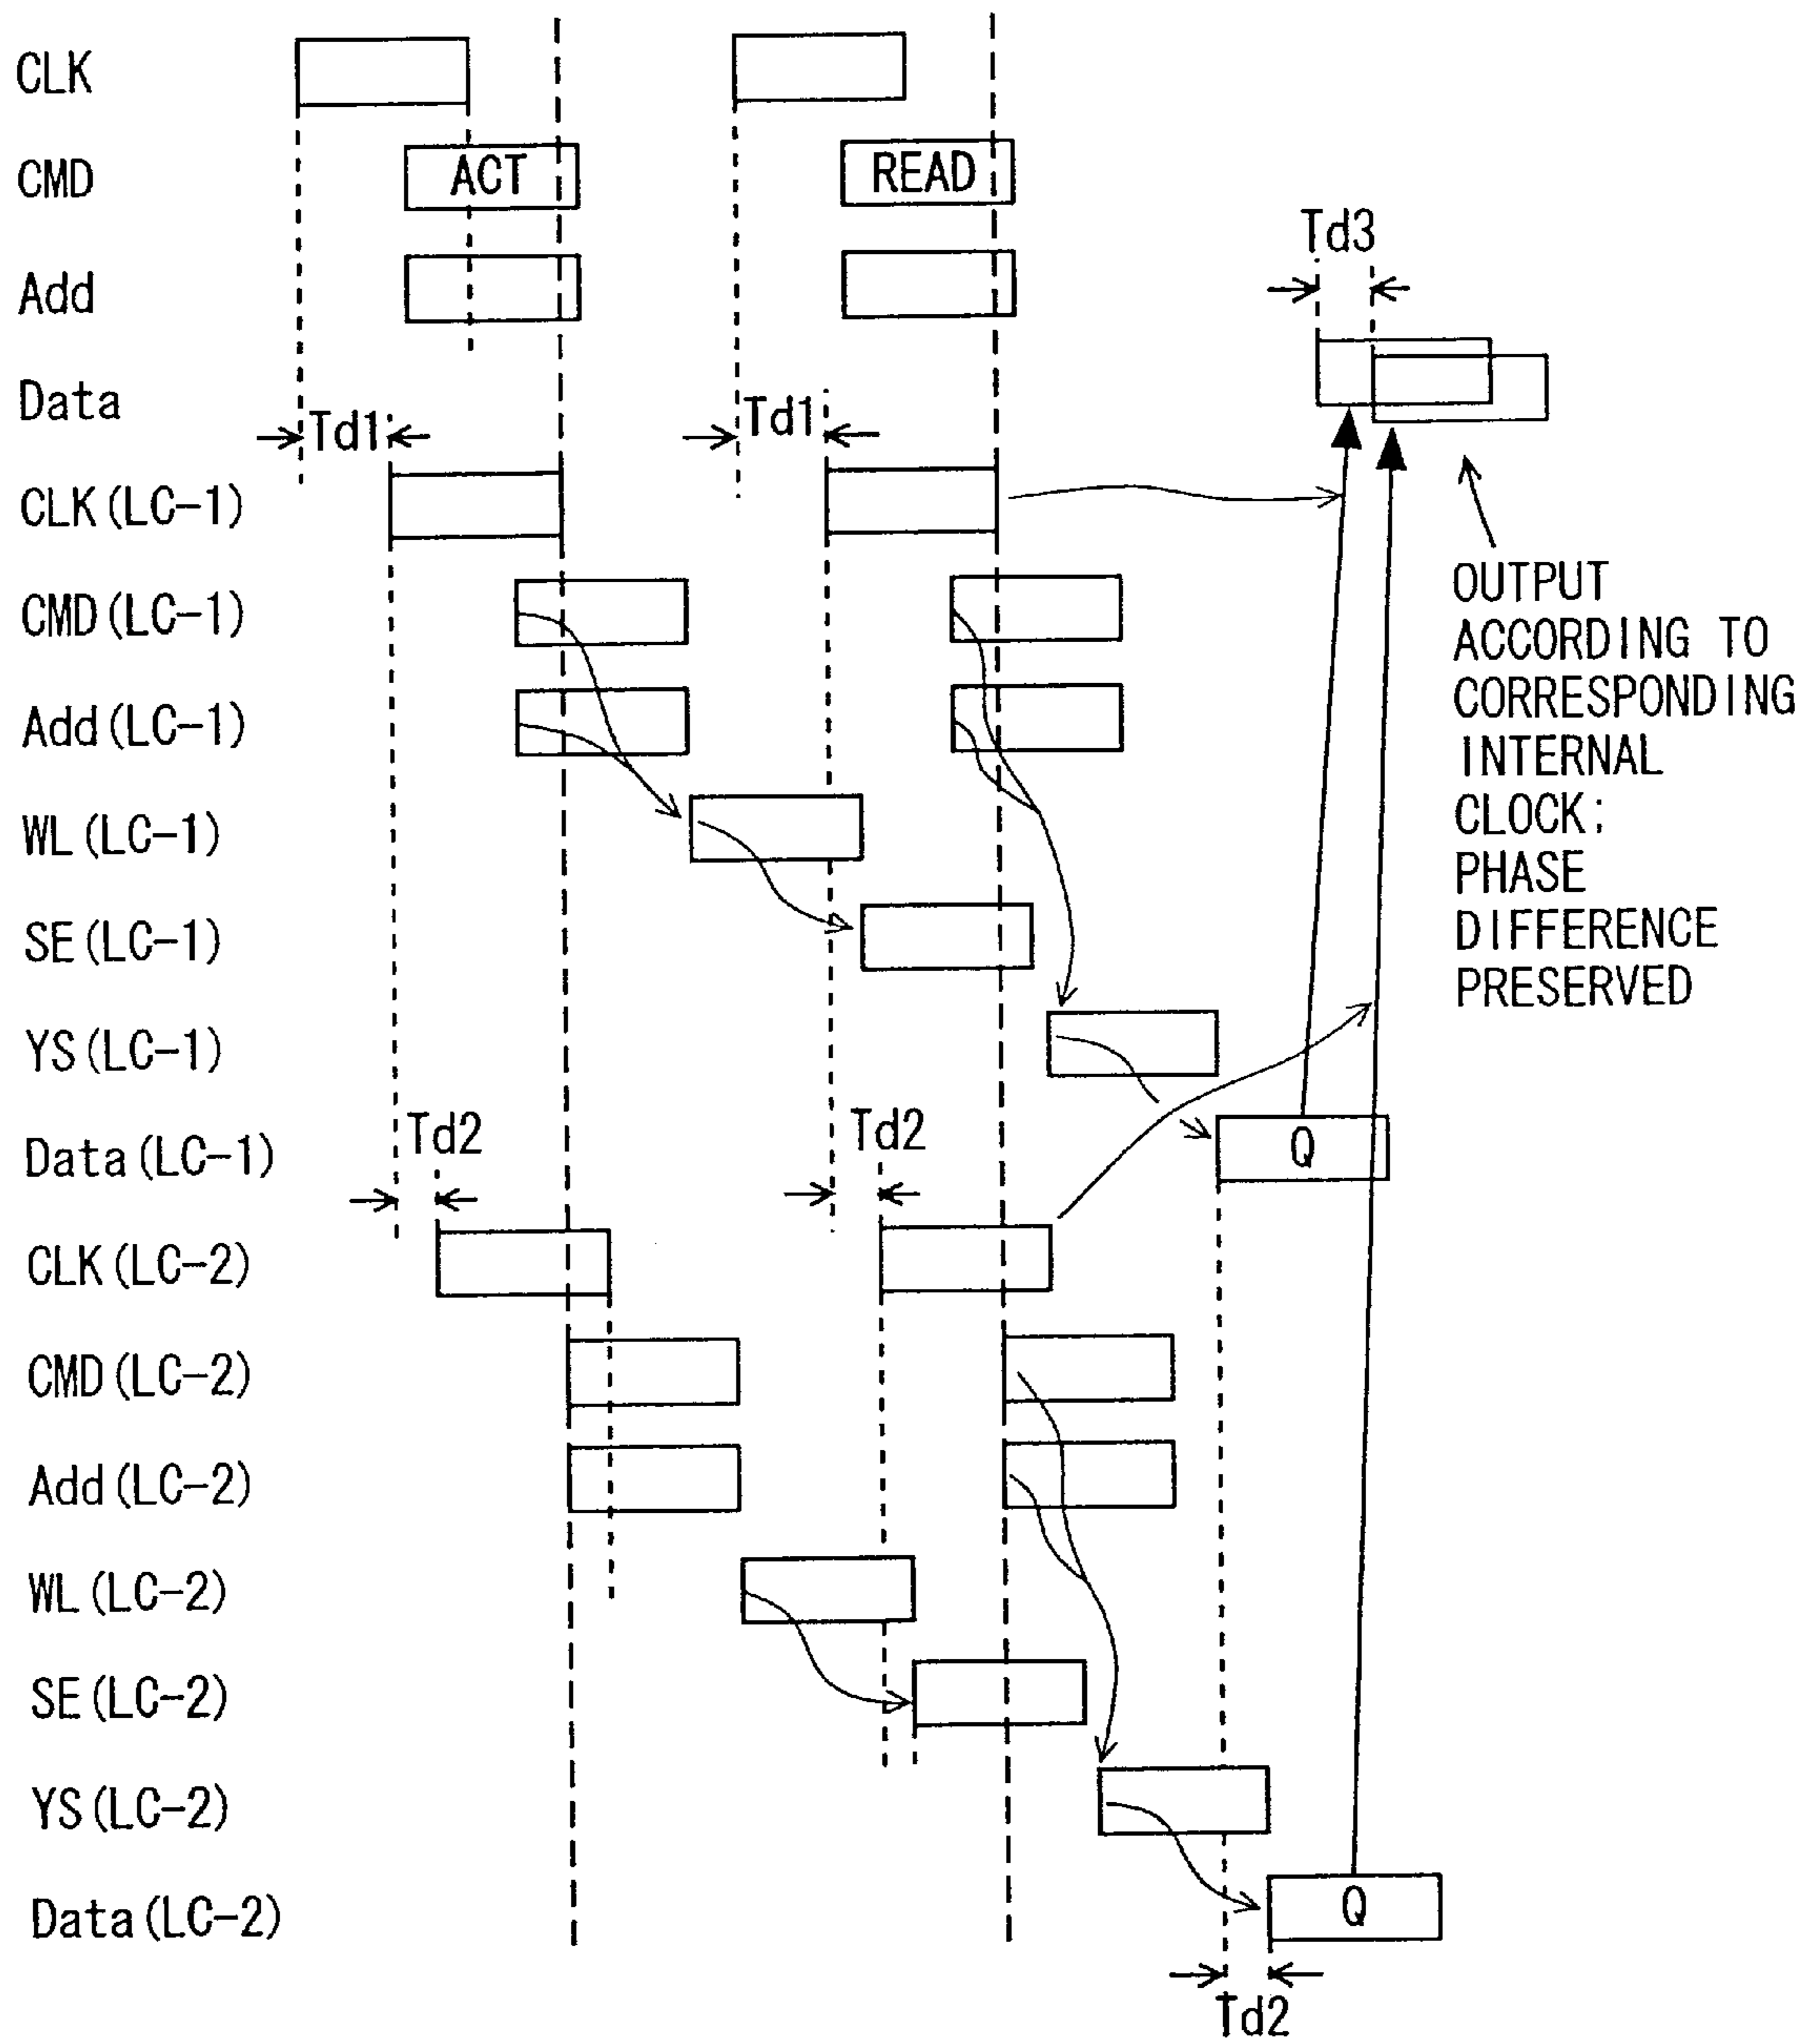 CLK
CMD
ACT
READ
Td3
Add
Data
Td1
Td1
CLK(LC-1)
CMD(LC-1)
OUTPUT
ACCORDING TO
CORRESPONDING
INTERNAL
CLOCK:
PHASE
DIFFERENCE
PRESERVED
Add(LC-1)
WL(LC-1)
SE(LC-1)
YS(LC-1)
Td2
Td2
Data(LC-1)
Q
CLK(LC-2)
CMD(LC-2)
Add(LC-2)
WL(LC-2)
SE(LC-2)
YS(LC-2)
Data(LC-2)
Q
Td2